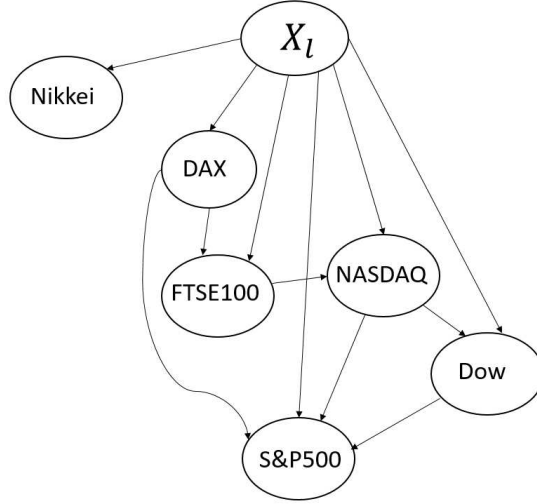 X_l
Nikkei
DAX
FTSE100
NASDAQ
Dow
S&P500